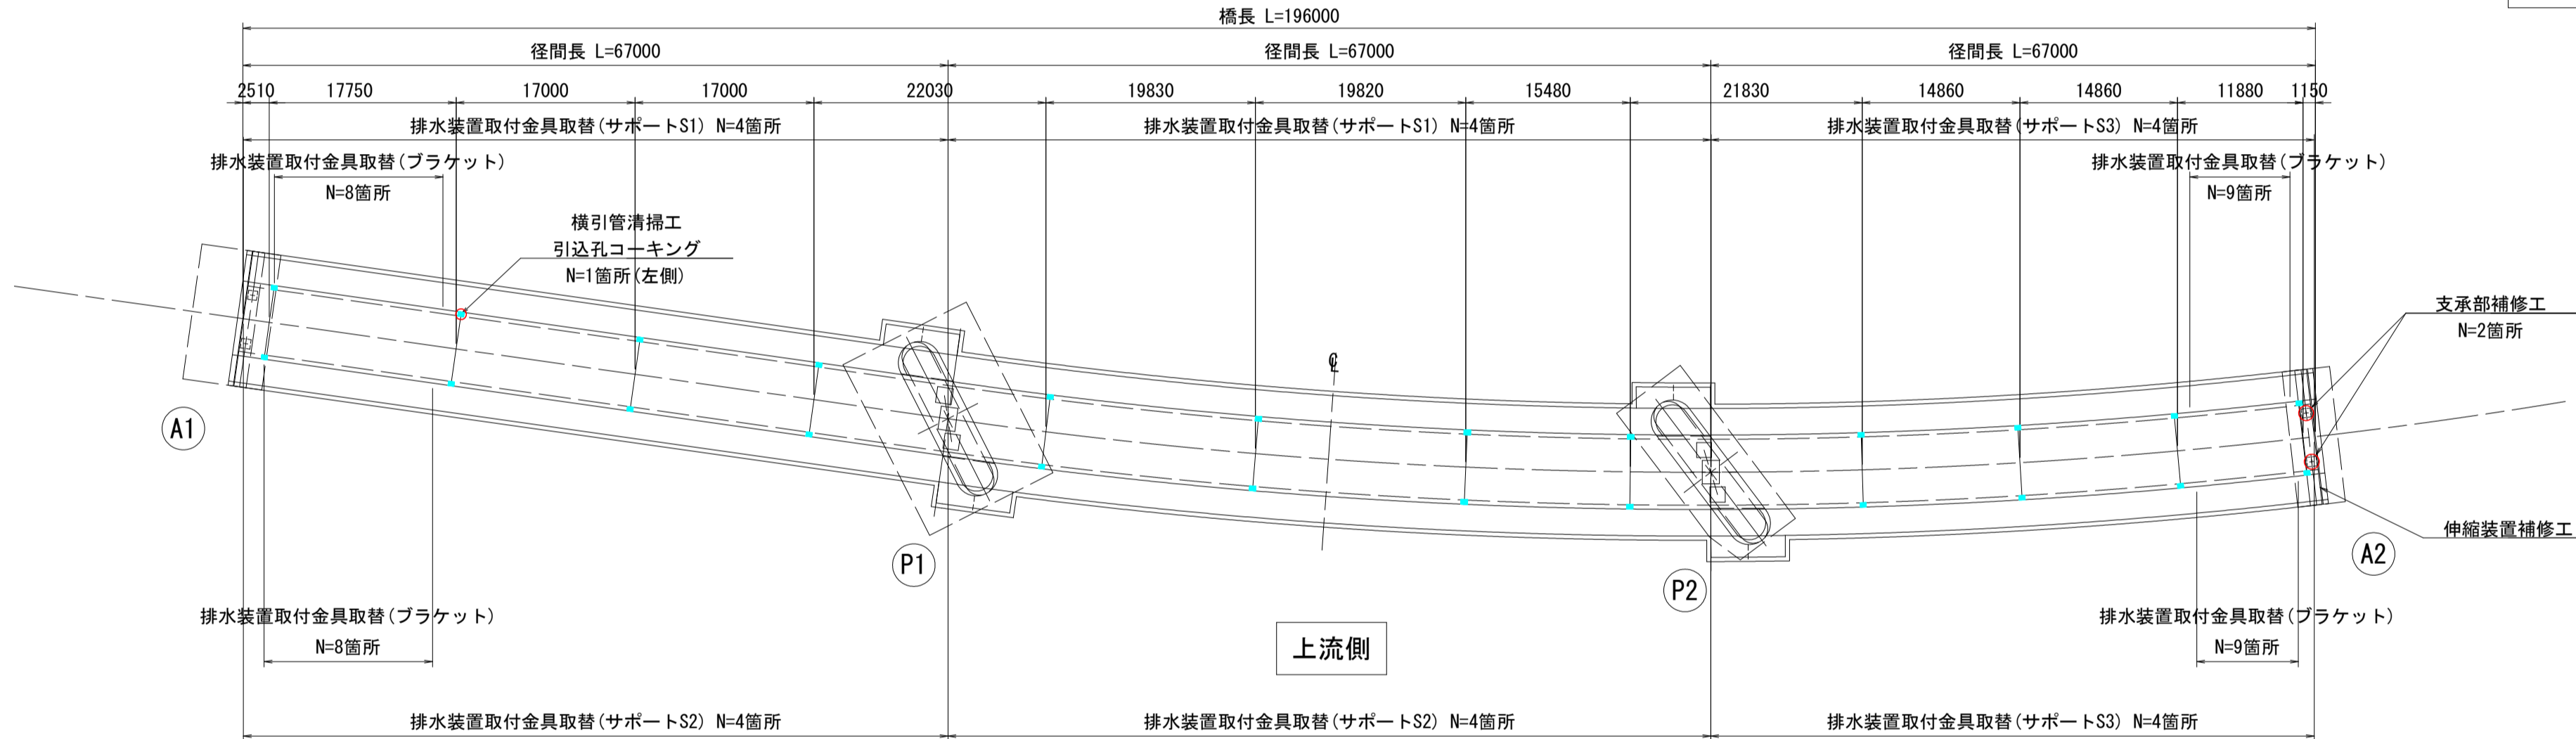 橋長 L=196000
径間長 L=67000
径間長 L=67000
径間長 L=67000
2510 17750 17000 17000 22030 19830 19820 15480 21830 14860 14860 11880 1150
排水装置取付金具取替(サポートS1) N=4箇所
排水装置取付金具取替(サポートS1) N=4箇所
排水装置取付金具取替(サポートS3) N=4箇所
排水装置取付金具取替(ブラケット)
N=8箇所
排水装置取付金具取替(ブラケット)
N=9箇所
横引管清掃工
引込孔コーキング
N=1箇所(左側)
支承部補修工
N=2箇所
CL
A1
P1
P2
A2
伸縮装置補修工
排水装置取付金具取替(ブラケット)
N=8箇所
上流側
排水装置取付金具取替(ブラケット)
N=9箇所
排水装置取付金具取替(サポートS2) N=4箇所
排水装置取付金具取替(サポートS2) N=4箇所
排水装置取付金具取替(サポートS3) N=4箇所